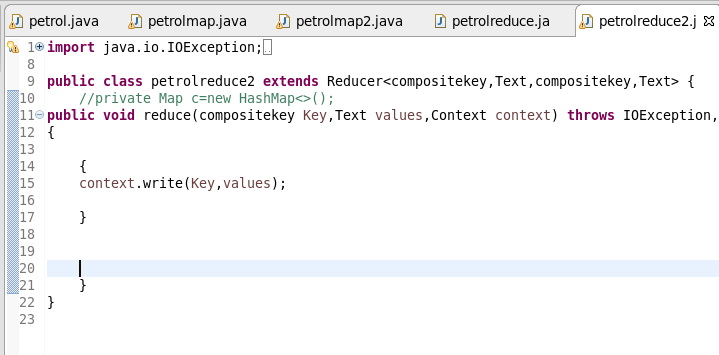 petrol.java petrolmap.java petrolmap2.java petrolreduce.ja petrolreduce2.j
1 import java.io.IOException;
8
9 public class petrolreduce2 extends Reducer<compositekey,Text,compositekey,Text> {
10 //private Map c=new HashMap<>();
11 public void reduce(compositekey Key,Text values,Context context) throws IOException,
12 {
13
14 {
15 context.write(Key,values);
16
17 }
18
19
20
21 }
22 }
23